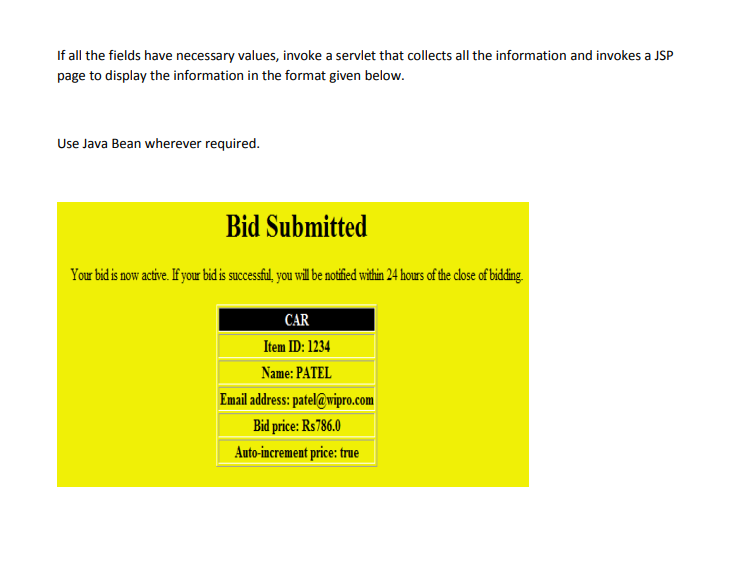 If all the fields have necessary values, invoke a servlet that collects all the information and invokes a JSP
page to display the information in the format given below.
Use Java Bean wherever required.
Bid Submitted
Your bid is now active. If your bid is successful, you will be notified within 24 hours of the close of bidding.
CAR
Item ID: 1234
Name: PATEL
Email address: patel@wipro.com
Bid price: Rs786.0
Auto-increment price: true